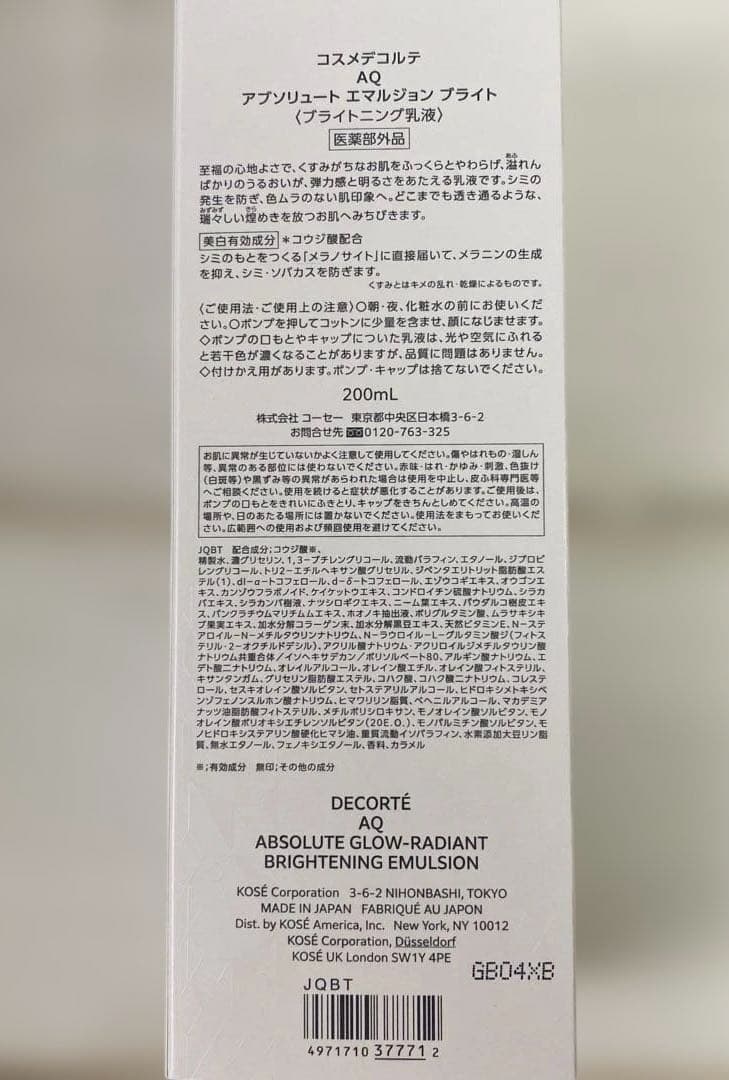 コスメデコルテ
AQ
アブソリュート エマルジョン ブライト
〈ブライトニング乳液〉
医薬部外品
至福の心地よさで、くすみがちなお肌をふっくらとやわらげ、溢れん
ばかりのうるおいが、弾力感と明るさをあたえる乳液です。シミの
発生を防ぎ、色ムラのない肌印象へ。どこまでも透き通るような、
瑞々しい煌めきを放つお肌へみちびきます。
美白有効成分 ＊コウジ酸配合
シミのもとをつくる「メラノサイト」に直接届いて、メラニンの生成
を抑え、シミ・ソバカスを防ぎます。
くすみとはキメの乱れ・乾燥によるものです。
〈ご使用法・ご使用上の注意〉〇朝・夜、化粧水の前にお使いくだ
さい。〇ポンプを押してコットンに少量を含ませ、顔になじませます。
◇ポンプの口もとやキャップについた乳液は、光や空気にふれる
と若干色が濃くなることがありますが、品質に問題はありません。
◇付けかえ用があります。ポンプ・キャップは捨てないでください。
200mL
株式会社 コーセー 東京都中央区日本橋3-6-2
お問合せ先 0120-763-325
お肌に異常が生じていないかよく注意して使用してください。傷やはれもの・湿しん
等、異常のある部位には使わないでください。赤味・はれ・かゆみ・刺激、色抜け
（白斑等）や黒ずみ等の異常があらわれた場合は使用を中止し、皮ふ科専門医等
へご相談ください。使用を続けると症状が悪化することがあります。ご使用後は、
ポンプの口もとをきれいにふきとり、キャップをきちんとしめてください。高温の
場所や、日のあたる場所には置かないでください。使用法をまもってお使いくだ
さい。広範囲への使用および頻回使用を避けてください。
JQBT 配合成分；コウジ酸※、
精製水、濃グリセリン、1,3-ブチレングリコール、流動パラフィン、エタノール、ジプロピ
レングリコール、トリ2-エチルヘキサン酸グリセリル、ジペンタエリトリット脂肪酸エス
テル(1)、dl-α-トコフェロール、d-δ-トコフェロール、エゾウコギエキス、オウゴンエ
キス、カンゾウフラボノイド、ケイケットウエキス、コンドロイチン硫酸ナトリウム、シラカ
バエキス、シラカンバ樹液、ナツシロギクエキス、ニーム葉エキス、パウダルコ樹皮エ
キス、パンクラチウムマリチムムエキス、ホオノキ抽出液、ポリグルタミン酸、ムラサキシキ
ブ果実エキス、加水分解コラーゲン末、加水分解黒豆エキス、天然ビタミンE、N-ステ
アロイル-N-メチルタウリンナトリウム、N-ラウロイル-L-グルタミン酸ジ(フィトス
テリル・2-オクチルドデシル)、アクリル酸ナトリウム・アクリロイルジメチルタウリン酸
ナトリウム共重合体／イソヘキサデカン／ポリソルベート80、アルギン酸ナトリウム、エ
デト酸二ナトリウム、オレイルアルコール、オレイン酸エチル、オレイン酸フィトステリル、
キサンタンガム、グリセリン脂肪酸エステル、コハク酸、コハク酸二ナトリウム、コレステ
ロール、セスキオレイン酸ソルビタン、セトステアリルアルコール、ヒドロキシメトキシベ
ンゾフェノンスルホン酸ナトリウム、ヒマワリリン脂質、ベヘニルアルコール、マカデミア
ナッツ油脂肪酸フィトステリル、メチルポリシロキサン、モノオレイン酸ソルビタン、モノ
オレイン酸ポリオキシエチレンソルビタン(20E.O.)、モノパルミチン酸ソルビタン、モ
ノヒドロキシステアリン酸硬化ヒマシ油、重質流動イソパラフィン、水素添加大豆リン脂
質、無水エタノール、フェノキシエタノール、香料、カラメル
※；有効成分 無印；その他の成分
DECORTÉ
AQ
ABSOLUTE GLOW-RADIANT
BRIGHTENING EMULSION
KOSÉ Corporation 3-6-2 NIHONBASHI, TOKYO
MADE IN JAPAN FABRIQUÉ AU JAPON
Dist. by KOSÉ America, Inc. New York, NY 10012
KOSÉ Corporation, Düsseldorf
KOSÉ UK London SW1Y 4PE
GB04XB
JQBT
4971710 37771 2